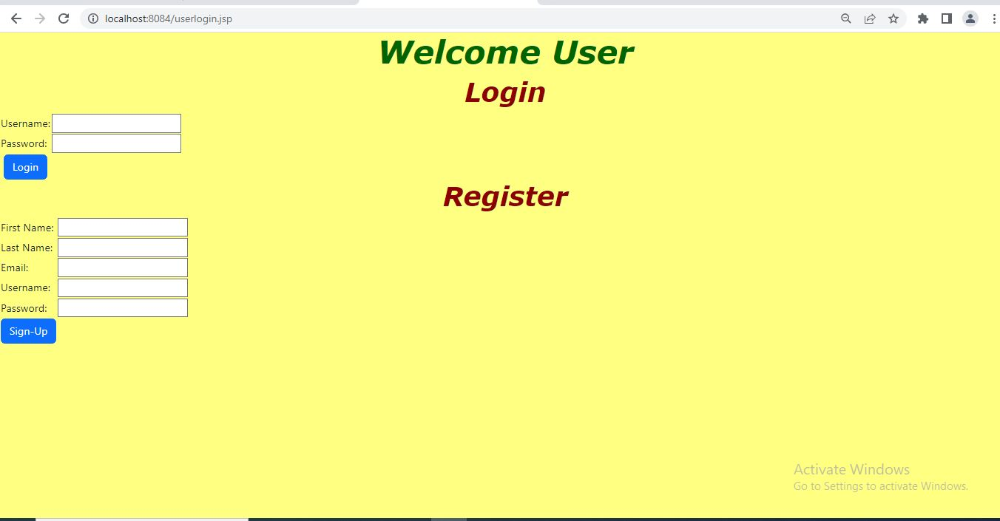 localhost:8084/userlogin.jsp
Welcome User
Login
Username:
Password:
Login
Register
First Name:
Last Name:
Email:
Username:
Password:
Sign-Up
Activate Windows
Go to Settings to activate Windows.